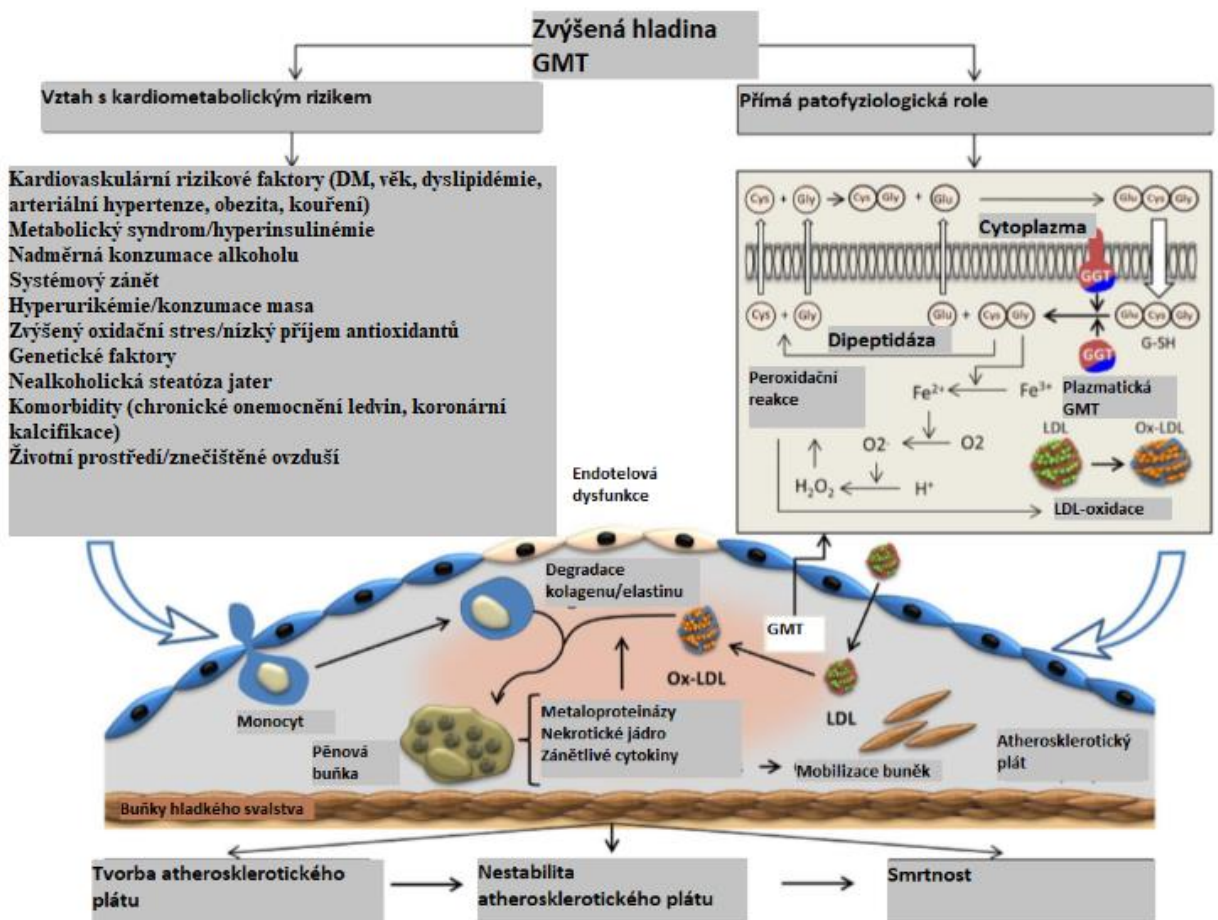 Zvýšená hladina
GMT
Vztah s kardiometabolickým rizikem
Přímá patofyziologická role
Kardiovaskulární rizikové faktory (DM, věk, dyslipidémie,
arteriální hypertenze, obezita, kouření)
Metabolický syndrom/hyperinsulinémie
Nadměrná konzumace alkoholu
Systémový zánět
Hyperurikémie/konzumace masa
Zvýšený oxidační stres/nízký příjem antioxidantů
Genetické faktory
Nealkoholická steatóza jater
Komorbidity (chronické onemocnění ledvin, koronární
kalcifikace)
Životní prostředí/znečištěné ovzduší
Cys + Gly Cys Gly + Glu Glu Cys Gly
Cytoplazma
GGT
Cys + Gly Glu + Cys Gly Glu Cys Gly
G-SH
Dipeptidáza
GGT
Peroxidační
reakce
Fe²⁺ Fe³⁺
Plazmatická
GMT
LDL Ox-LDL
O2⁻ O2
H₂O₂ H⁺
LDL-oxidace
Endotelová
dysfunkce
Degradace
kolagenu/elastinu
GMT
Ox-LDL
LDL
Monocyt
Pěnová
buňka
Metaloproteinázy
Nekrotické jádro
Zánětlivé cytokiny
Mobilizace buněk
Atherosklerotický
plát
Buňky hladkého svalstva
Tvorba atherosklerotického
plátu
Nestabilita
atherosklerotického plátu
Smrtnost